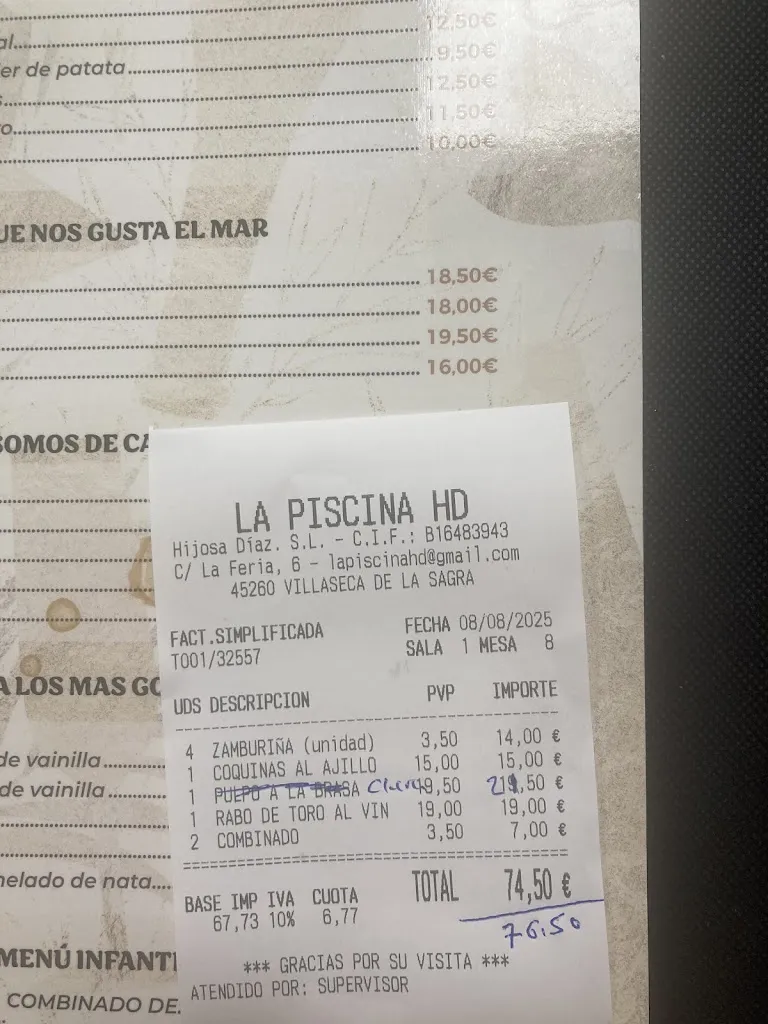 12,50€
al
9,50€
er de patata
12,50€
11,50€
o
10,00€
UE NOS GUSTA EL MAR
18,50€
18,00€
19,50€
16,00€
SOMOS DE CA
A LOS MAS GO
de vainilla
de vainilla
helado de nata....
MENÚ INFANTI
COMBINADO DE.
LA PISCINA HD
Hijosa Díaz. S.L. - C.I.F.: B16483943
C/ La Feria, 6 - lapiscinahd@gmail.com
45260 VILLASECA DE LA SAGRA
FACT.SIMPLIFICADA FECHA 08/08/2025
T001/32557 SALA 1 MESA 8
UDS DESCRIPCION PVP IMPORTE
4 ZAMBURIÑA (unidad) 3,50 14,00 €
1 COQUINAS AL AJILLO 15,00 15,00 €
1 PULPO A LA BRASA 19,50 219,50 €
1 RABO DE TORO AL VIN 19,00 19,00 €
2 COMBINADO 3,50 7,00 €
TOTAL 74,50 €
76.50
BASE IMP IVA CUOTA
67,73 10% 6,77
*** GRACIAS POR SU VISITA ***
ATENDIDO POR: SUPERVISOR